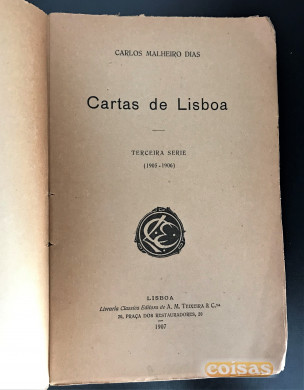 CARLOS MALHEIRO DIAS
Cartas de Lisboa
TERCEIRA SERIE
(1905-1906)
LISBOA
Livraria Classica Editora de A. M. TEIXEIRA & C.ta
20, PRAÇA DOS RESTAURADORES, 20
1907
coisas